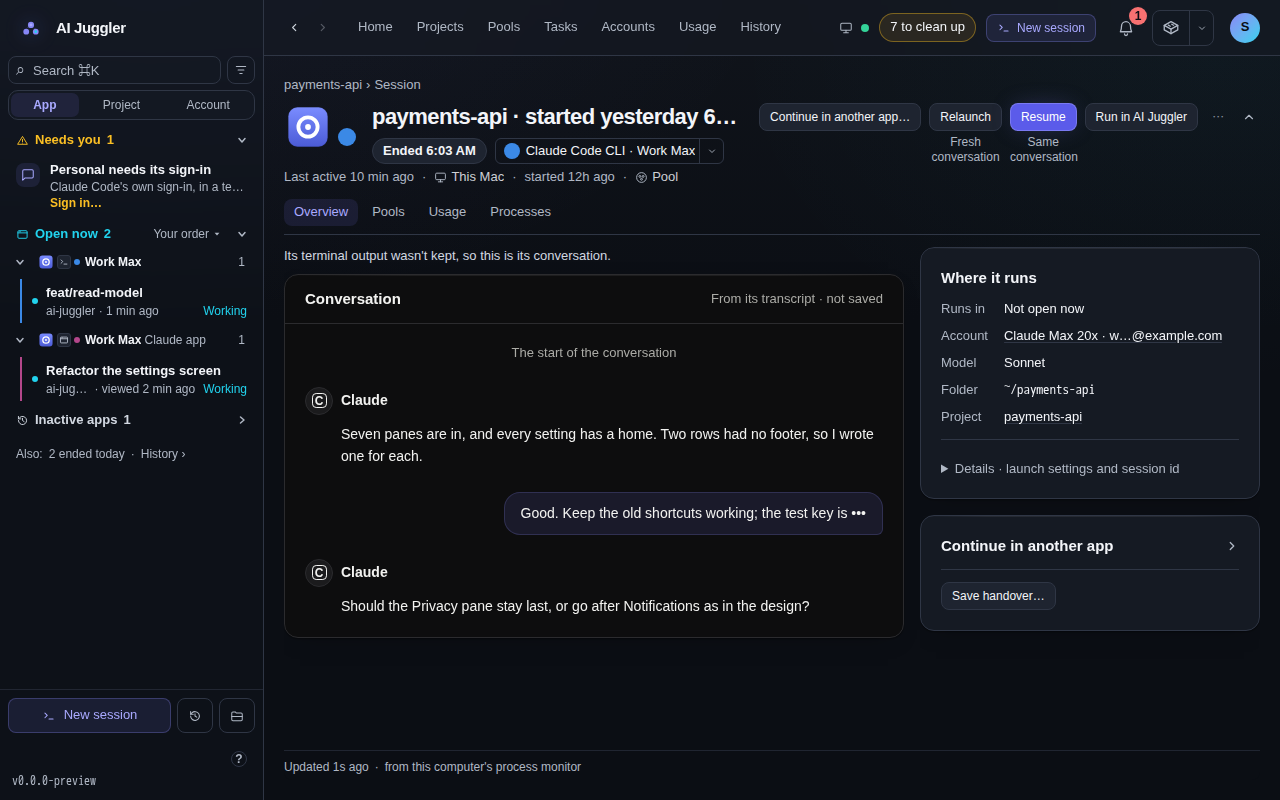 AI Juggler
Search ⌘K
App
Project
Account
Needs you 1
Personal needs its sign-in
Claude Code's own sign-in, in a te…
Sign in…
Open now 2
Your order
Work Max
1
feat/read-model
ai-juggler · 1 min ago
Working
Work Max Claude app
1
Refactor the settings screen
ai-jug… · viewed 2 min ago
Working
Inactive apps 1
Also: 2 ended today · History ›
New session
?
v0.0.0-preview
Home
Projects
Pools
Tasks
Accounts
Usage
History
7 to clean up
New session
1
S
payments-api › Session
payments-api · started yesterday 6…
Continue in another app…
Relaunch
Resume
Run in AI Juggler
···
Fresh conversation
Same conversation
Ended 6:03 AM
Claude Code CLI · Work Max
Last active 10 min ago · This Mac · started 12h ago · Pool
Overview
Pools
Usage
Processes
Its terminal output wasn't kept, so this is its conversation.
Conversation
From its transcript · not saved
The start of the conversation
C
Claude
Seven panes are in, and every setting has a home. Two rows had no footer, so I wrote
one for each.
Good. Keep the old shortcuts working; the test key is •••
C
Claude
Should the Privacy pane stay last, or go after Notifications as in the design?
Where it runs
Runs in Not open now
Account Claude Max 20x · w…@example.com
Model Sonnet
Folder ~/payments-api
Project payments-api
Details · launch settings and session id
Continue in another app
Save handover…
Updated 1s ago · from this computer's process monitor